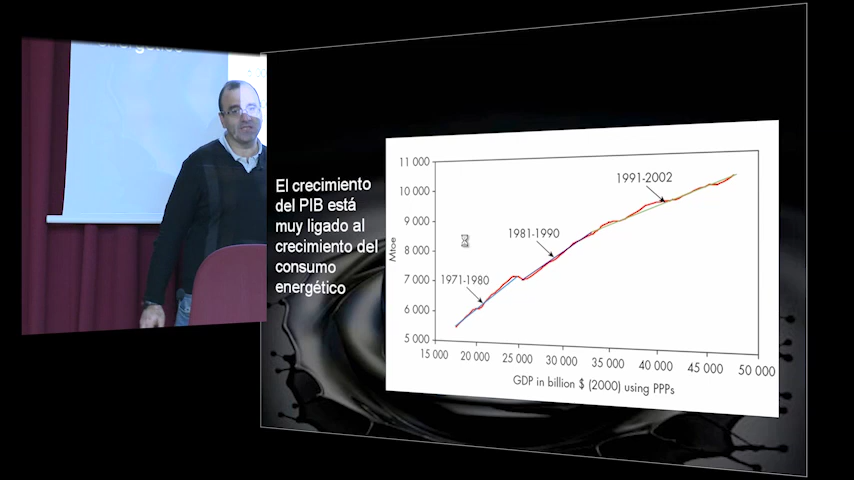 El crecimiento
del PIB está
muy ligado al
crecimiento del
consumo
energético
11 000
10 000
9 000
8 000
7 000
6 000
5 000
Mtoe
1991-2002
1981-1990
1971-1980
15 000 20 000 25 000 30 000 35 000 40 000 45 000 50 000
GDP in billion $ (2000) using PPPs